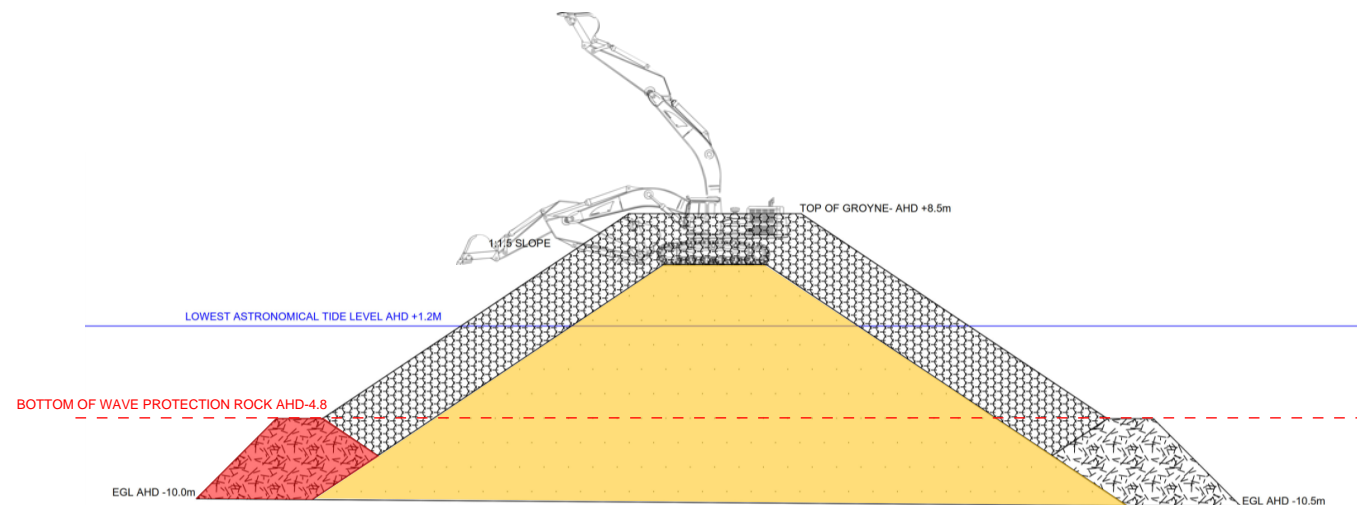 TOP OF GROYNE- AHD +8.5m
1:1.5 SLOPE
LOWEST ASTRONOMICAL TIDE LEVEL AHD +1.2M
BOTTOM OF WAVE PROTECTION ROCK AHD-4.8
EGL AHD -10.0m
EGL AHD -10.5m